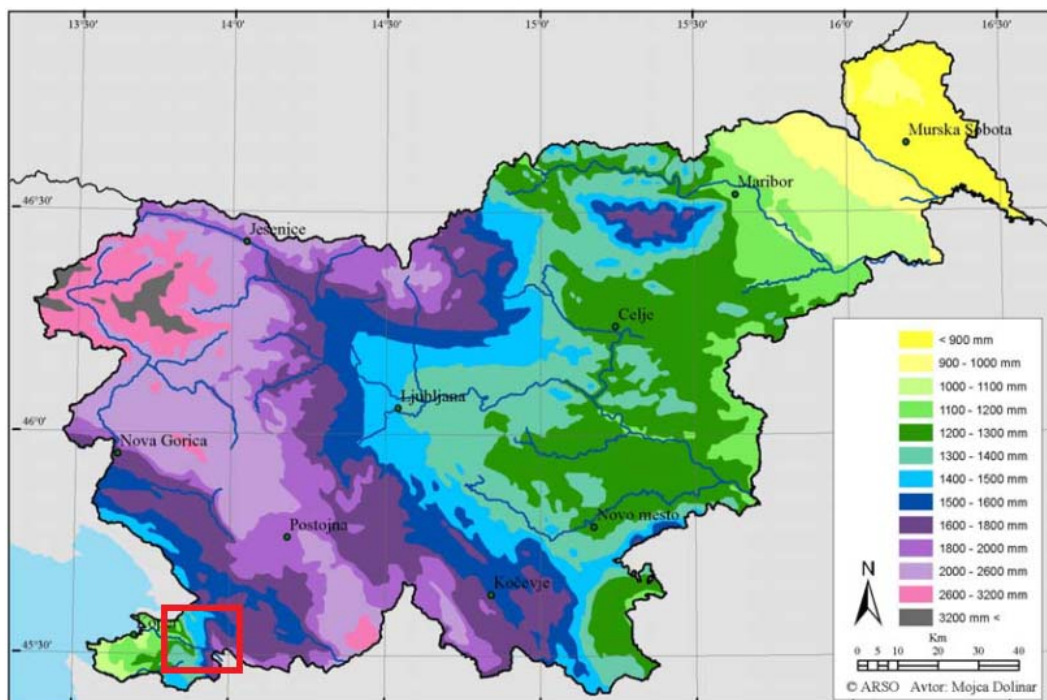 13°30' 14°0' 14°30' 15°0' 15°30' 16°0' 16°30'
Murska Sobota
Maribor
46°30'
Jesenice
Celje
Ljubljana
46°0'
Nova Gorica
Novo mesto
Postojna
Kočevje
Koper
45°30'
< 900 mm
900 - 1000 mm
1000 - 1100 mm
1100 - 1200 mm
1200 - 1300 mm
1300 - 1400 mm
1400 - 1500 mm
1500 - 1600 mm
1600 - 1800 mm
1800 - 2000 mm
2000 - 2600 mm
2600 - 3200 mm
3200 mm <
N
Km
0 5 10 20 30 40
© ARSO Avtor: Mojca Dolinar